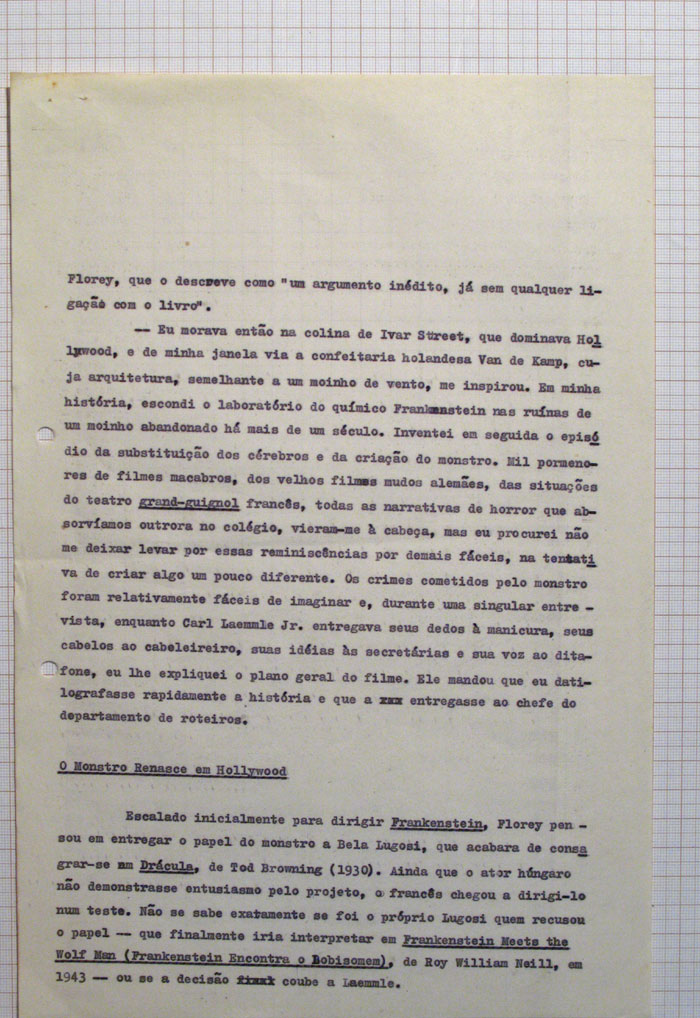 Florey, que o descreve como "um argumento inédito, já sem qualquer li-
gação com o livro".
-- Eu morava então na colina de Ivar Street, que dominava Hol
lywood, e de minha janela via a confeitaria holandesa Van de Kamp, cu-
ja arquitetura, semelhante a um moinho de vento, me inspirou. Em minha
história, escondi o laboratório do químico Frankenstein nas ruínas de
um moinho abandonado há mais de um século. Inventei em seguida o episó
dio da substituição dos cérebros e da criação do monstro. Mil pormeno-
res de filmes macabros, dos velhos filmes mudos alemães, das situações
do teatro grand-guignol francês, todas as narrativas de horror que ab-
sorvíamos outrora no colégio, vieram-me à cabeça, mas eu procurei não
me deixar levar por essas reminiscências por demais fáceis, na tentati
va de criar algo um pouco diferente. Os crimes cometidos pelo monstro
foram relativamente fáceis de imaginar e, durante uma singular entre -
vista, enquanto Carl Laemmle Jr. entregava seus dedos à manicura, seus
cabelos ao cabeleireiro, suas idéias às secretárias e sua voz ao dita-
fone, eu lhe expliquei o plano geral do filme. Ele mandou que eu dati-
lografasse rapidamente a história e que a xxx entregasse ao chefe do
departamento de roteiros.
O Monstro Renasce em Hollywood
Escalado inicialmente para dirigir Frankenstein, Florey pen -
sou em entregar o papel do monstro a Bela Lugosi, que acabara de consa
grar-se em Drácula, de Tod Browning (1930). Ainda que o ator húngaro
não demonstrasse entusiasmo pelo projeto, o francês chegou a dirigi-lo
num teste. Não se sabe exatamente se foi o próprio Lugosi quem recusou
o papel -- que finalmente iria interpretar em Frankenstein Meets the
Wolf Man (Frankenstein Encontra o Lobisomem), de Roy William Neill, em
1943 -- ou se a decisão coube a Laemmle.